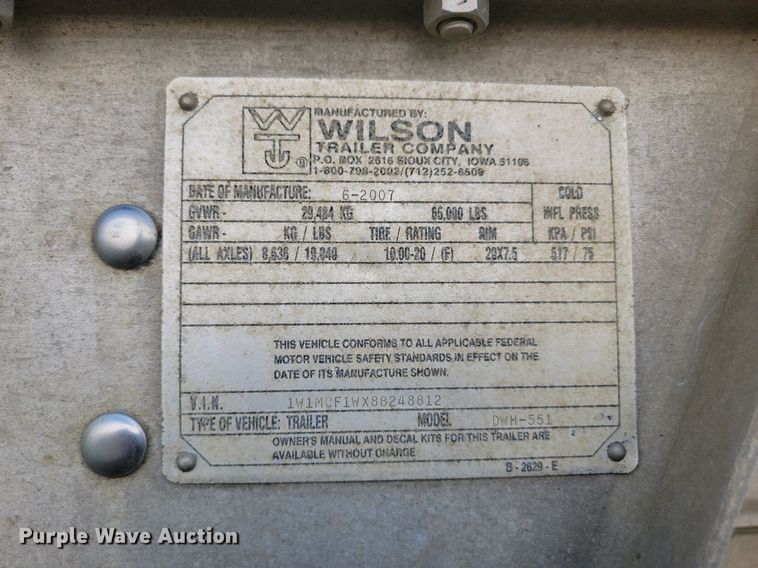 MANUFACTURED BY:
WILSON
TRAILER COMPANY
P.O. BOX 2616 SIOUX CITY, IOWA 51106
1-800-798-2002/(712)252-6509
DATE OF MANUFACTURE: 6-2007 COLD
GVWR - 29,484 KG 65,000 LBS INFL PRESS
GAWR - KG / LBS TIRE / RATING RIM KPA / PSI
(ALL AXLES) 8,636 / 19,040 10.00-20 / (F) 20X7.5 517 / 75
THIS VEHICLE CONFORMS TO ALL APPLICABLE FEDERAL
MOTOR VEHICLE SAFETY STANDARDS IN EFFECT ON THE
DATE OF ITS MANUFACTURE SHOWN.
V.I.N. 1W1MCF1WX8B248812
TYPE OF VEHICLE: TRAILER MODEL DWH-551
OWNER'S MANUAL AND DECAL KITS FOR THIS TRAILER ARE
AVAILABLE WITHOUT CHARGE
B - 2629 - E
Purple Wave Auction